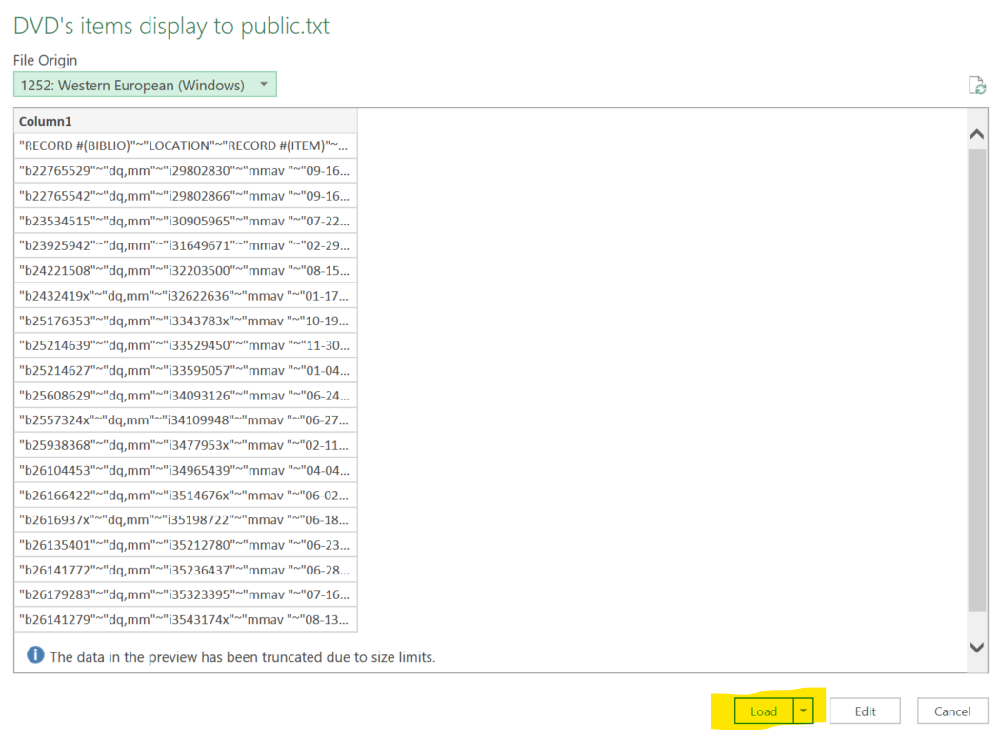 DVD's items display to public.txt
File Origin
1252: Western European (Windows)
Column1
"RECORD #(BIBLIO)"~"LOCATION"~"RECORD #(ITEM)"~...
"b22765529"~"dq,mm"~"i29802830"~"mmav "~"09-16...
"b22765542"~"dq,mm"~"i29802866"~"mmav "~"09-16...
"b23534515"~"dq,mm"~"i30905965"~"mmav "~"07-22...
"b23925942"~"dq,mm"~"i31649671"~"mmav "~"02-29...
"b24221508"~"dq,mm"~"i32203500"~"mmav "~"08-15...
"b2432419x"~"dq,mm"~"i32622636"~"mmav "~"01-17...
"b25176353"~"dq,mm"~"i3343783x"~"mmav "~"10-19...
"b25214639"~"dq,mm"~"i33529450"~"mmav "~"11-30...
"b25214627"~"dq,mm"~"i33595057"~"mmav "~"01-04...
"b25608629"~"dq,mm"~"i34093126"~"mmav "~"06-24...
"b2557324x"~"dq,mm"~"i34109948"~"mmav "~"06-27...
"b25938368"~"dq,mm"~"i3477953x"~"mmav "~"02-11...
"b26104453"~"dq,mm"~"i34965439"~"mmav "~"04-04...
"b26166422"~"dq,mm"~"i3514676x"~"mmav "~"06-02...
"b2616937x"~"dq,mm"~"i35198722"~"mmav "~"06-18...
"b26135401"~"dq,mm"~"i35212780"~"mmav "~"06-23...
"b26141772"~"dq,mm"~"i35236437"~"mmav "~"06-28...
"b26179283"~"dq,mm"~"i35323395"~"mmav "~"07-16...
"b26141279"~"dq,mm"~"i3543174x"~"mmav "~"08-13...
The data in the preview has been truncated due to size limits.
Load Edit Cancel